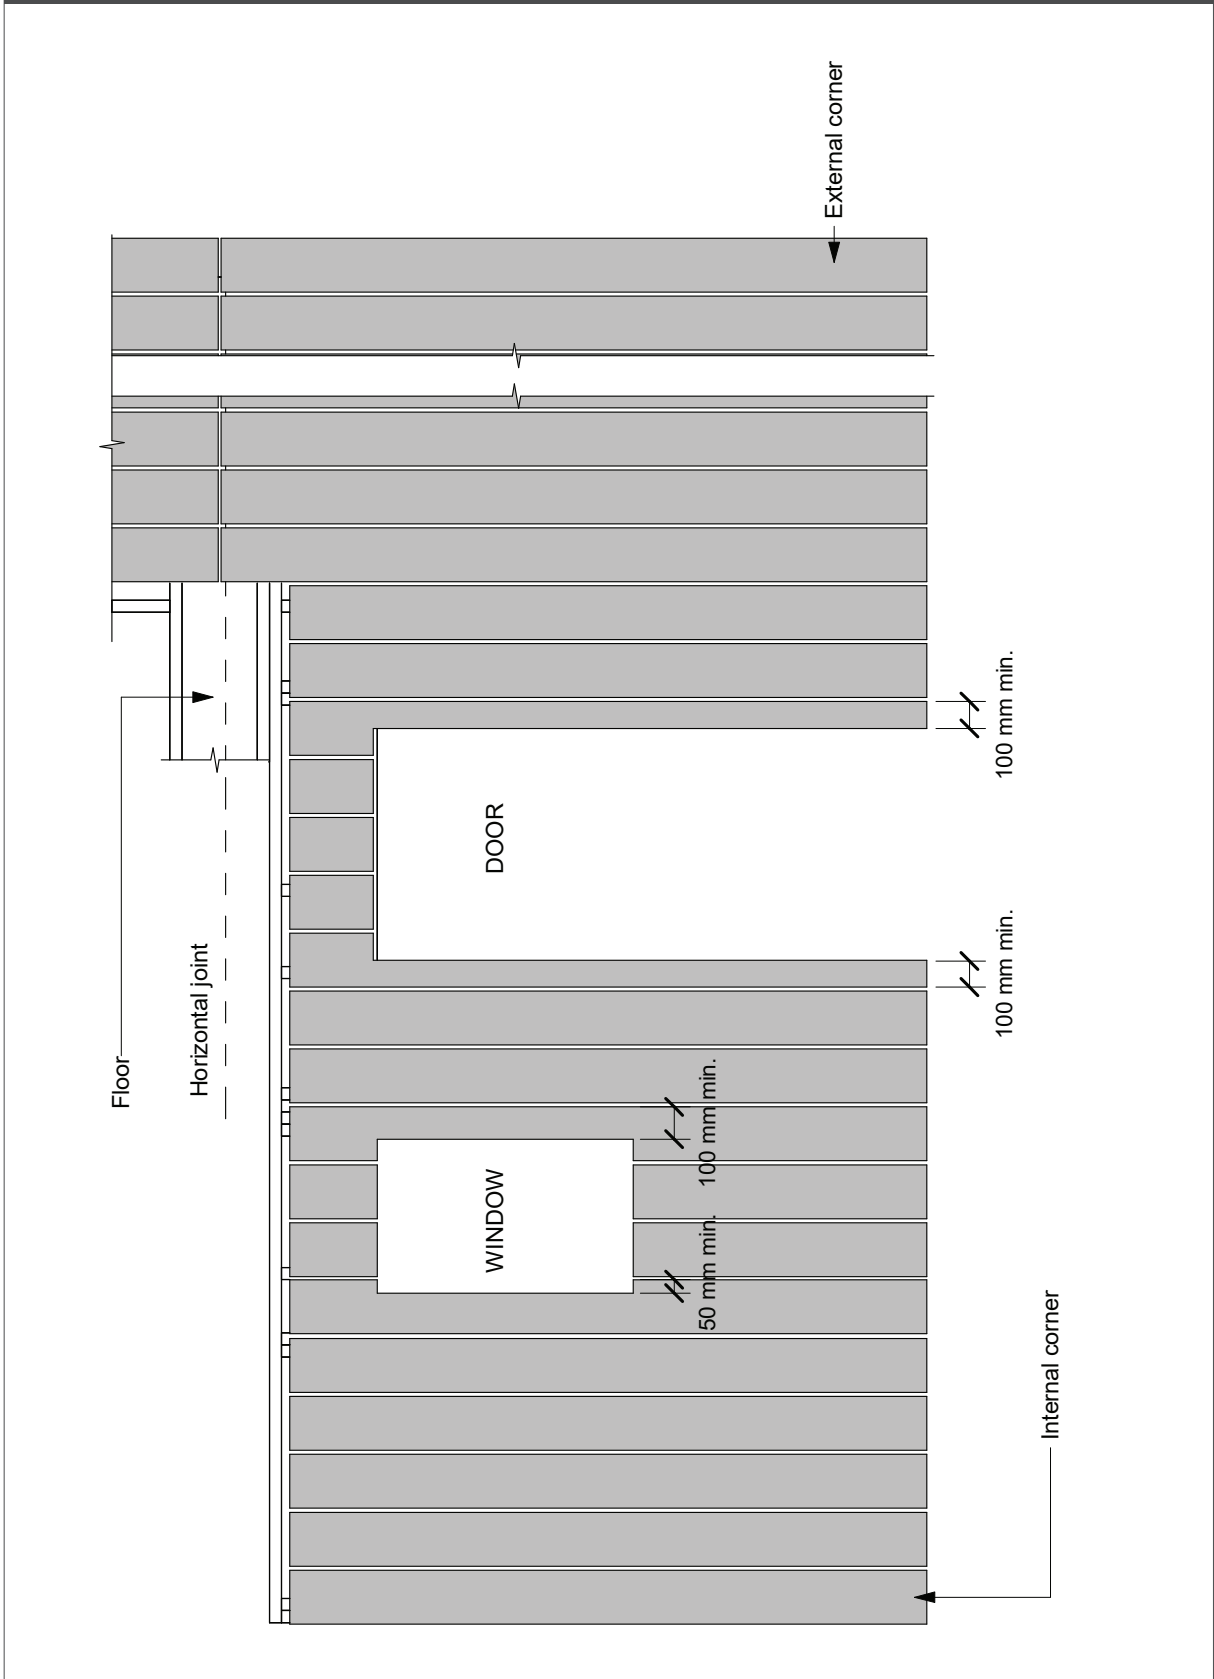 Floor
Horizontal joint
External corner
WINDOW
DOOR
50 mm min.
100 mm min.
100 mm min.
100 mm min.
Internal corner